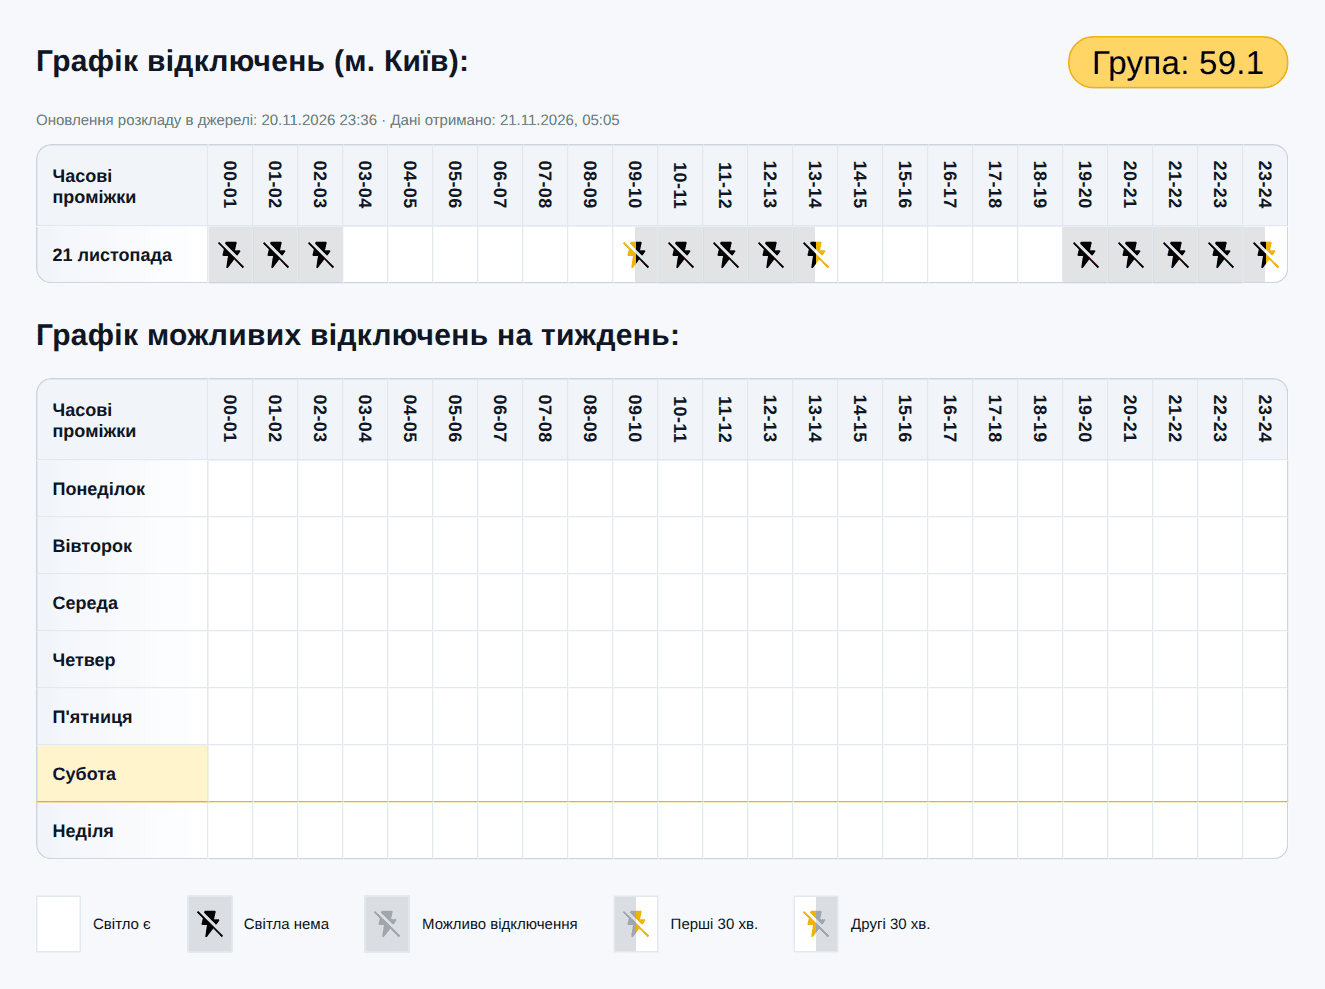 Графік відключень (м. Київ):
Група: 59.1
Оновлення розкладу в джерелі: 20.11.2026 23:36 · Дані отримано: 21.11.2026, 05:05
Часові
проміжки
00-01 01-02 02-03 03-04 04-05 05-06 06-07 07-08 08-09 09-10 10-11 11-12 12-13 13-14 14-15 15-16 16-17 17-18 18-19 19-20 20-21 21-22 22-23 23-24
21 листопада
Графік можливих відключень на тиждень:
Часові
проміжки
00-01 01-02 02-03 03-04 04-05 05-06 06-07 07-08 08-09 09-10 10-11 11-12 12-13 13-14 14-15 15-16 16-17 17-18 18-19 19-20 20-21 21-22 22-23 23-24
Понеділок
Вівторок
Середа
Четвер
П'ятниця
Субота
Неділя
Світло є
Світла нема
Можливо відключення
Перші 30 хв.
Другі 30 хв.